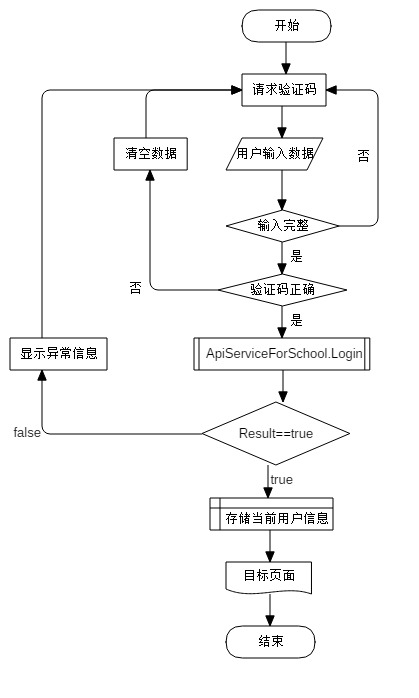 开始
请求验证码
清空数据
用户输入数据
否
输入完整
是
验证码正确
否
是
显示异常信息
ApiServiceForSchool.Login
false
Result==true
true
存储当前用户信息
目标页面
结束